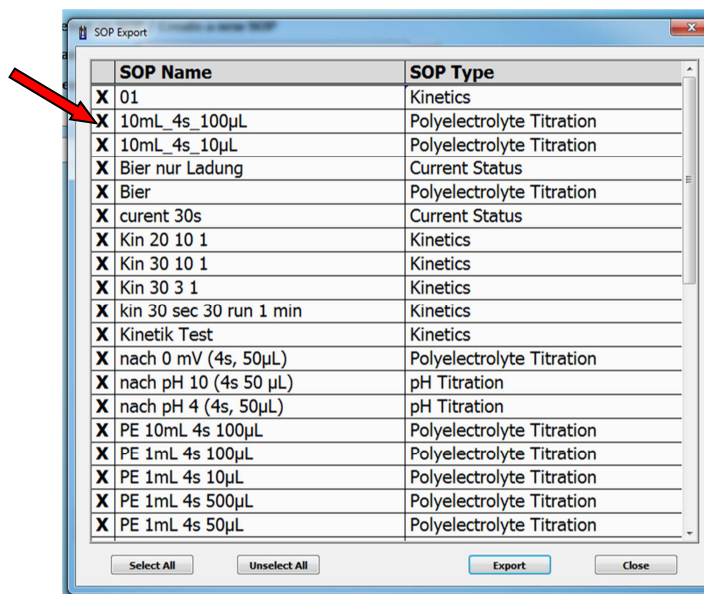 SOP Export
SOP Name SOP Type
X 01 Kinetics
X 10mL_4s_100µL Polyelectrolyte Titration
X 10mL_4s_10µL Polyelectrolyte Titration
X Bier nur Ladung Current Status
X Bier Polyelectrolyte Titration
X curent 30s Current Status
X Kin 20 10 1 Kinetics
X Kin 30 10 1 Kinetics
X Kin 30 3 1 Kinetics
X kin 30 sec 30 run 1 min Kinetics
X Kinetik Test Kinetics
X nach 0 mV (4s, 50µL) Polyelectrolyte Titration
X nach pH 10 (4s 50 µL) pH Titration
X nach pH 4 (4s, 50µL) pH Titration
X PE 10mL 4s 100µL Polyelectrolyte Titration
X PE 1mL 4s 100µL Polyelectrolyte Titration
X PE 1mL 4s 10µL Polyelectrolyte Titration
X PE 1mL 4s 500µL Polyelectrolyte Titration
X PE 1mL 4s 50µL Polyelectrolyte Titration
Select All Unselect All Export Close